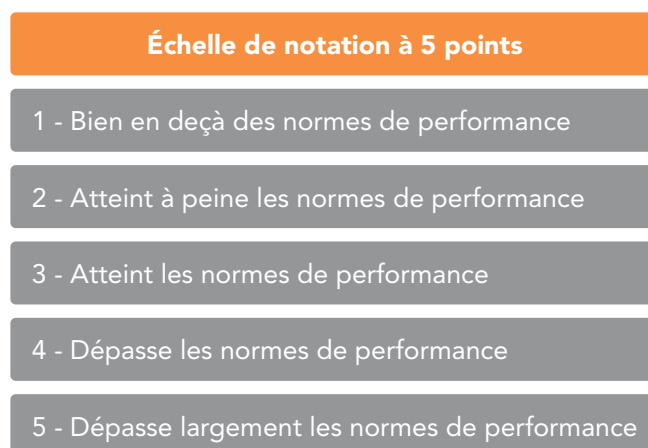 Échelle de notation à 5 points
1 - Bien en deçà des normes de performance
2 - Atteint à peine les normes de performance
3 - Atteint les normes de performance
4 - Dépasse les normes de performance
5 - Dépasse largement les normes de performance